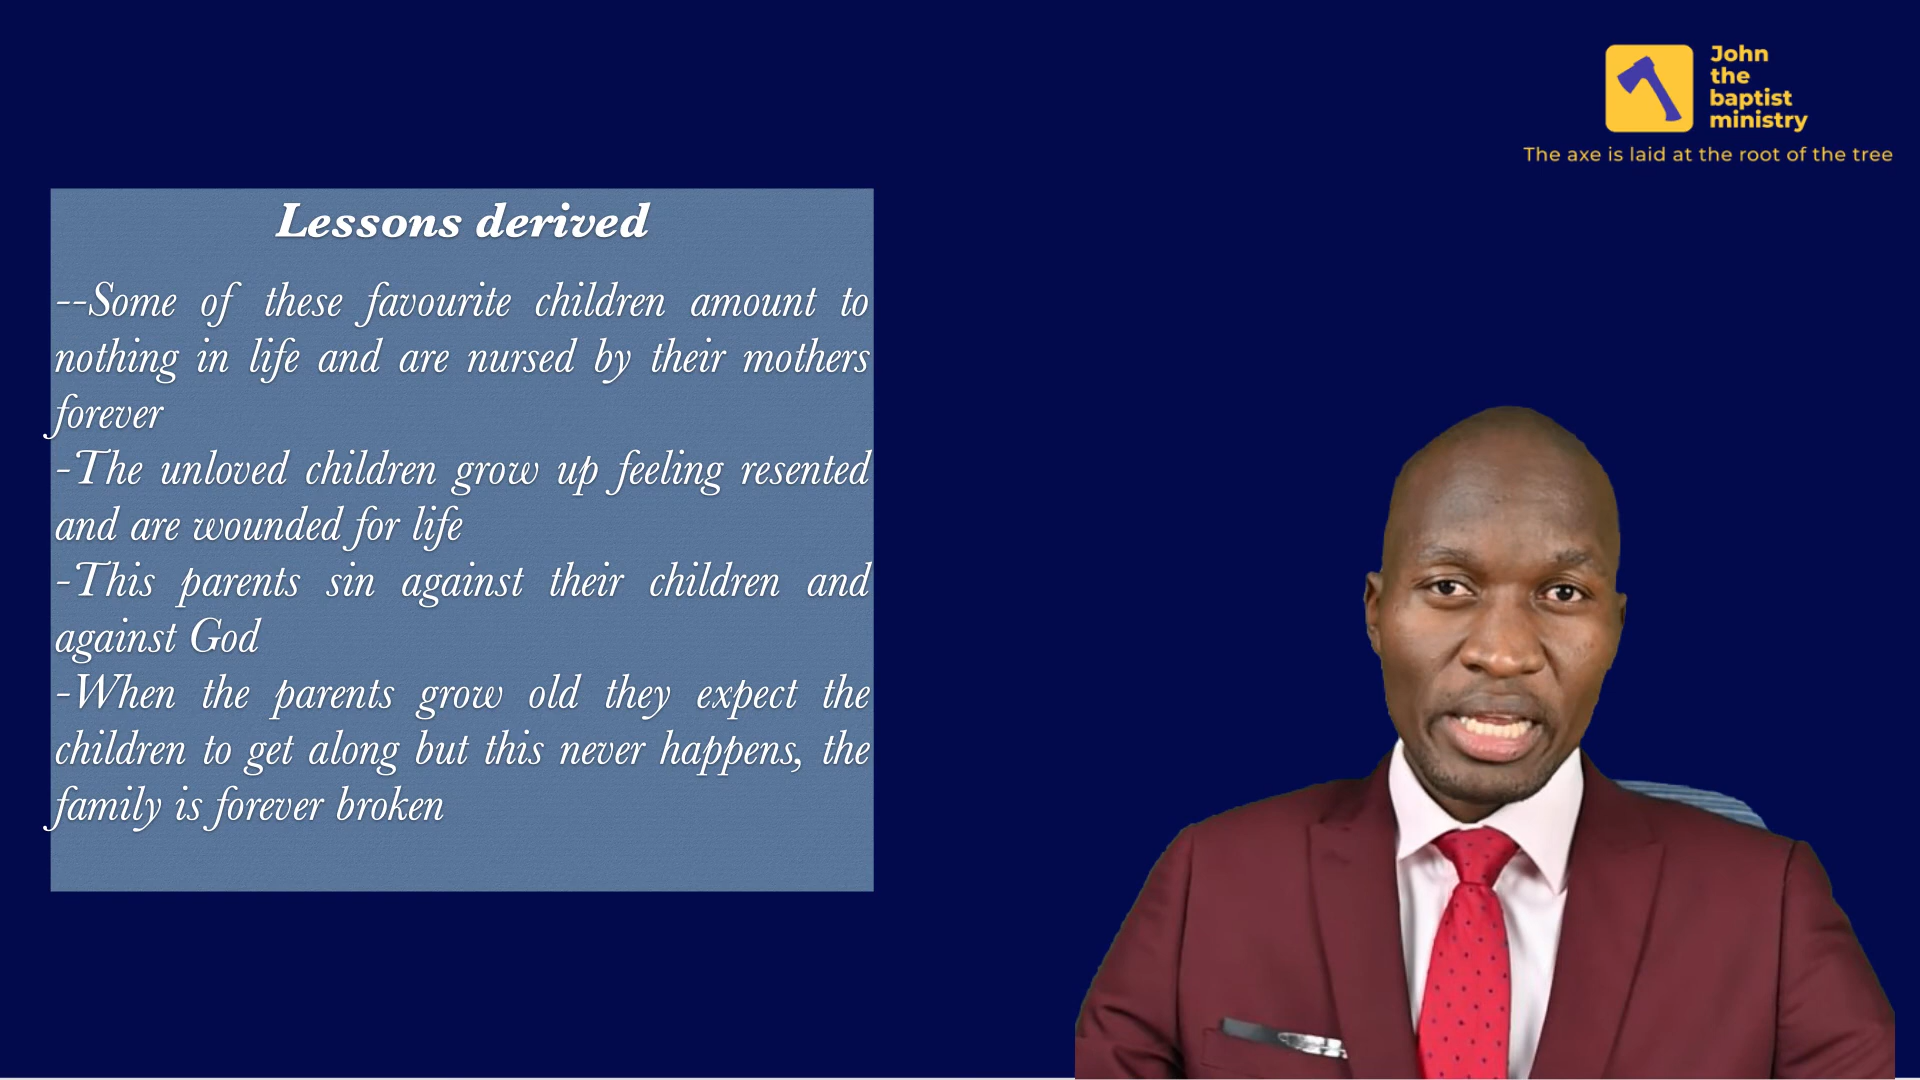 John
the
baptist
ministry
The axe is laid at the root of the tree
Lessons derived
--Some of these favourite children amount to
nothing in life and are nursed by their mothers
forever
-The unloved children grow up feeling resented
and are wounded for life
-This parents sin against their children and
against God
-When the parents grow old they expect the
children to get along but this never happens, the
family is forever broken